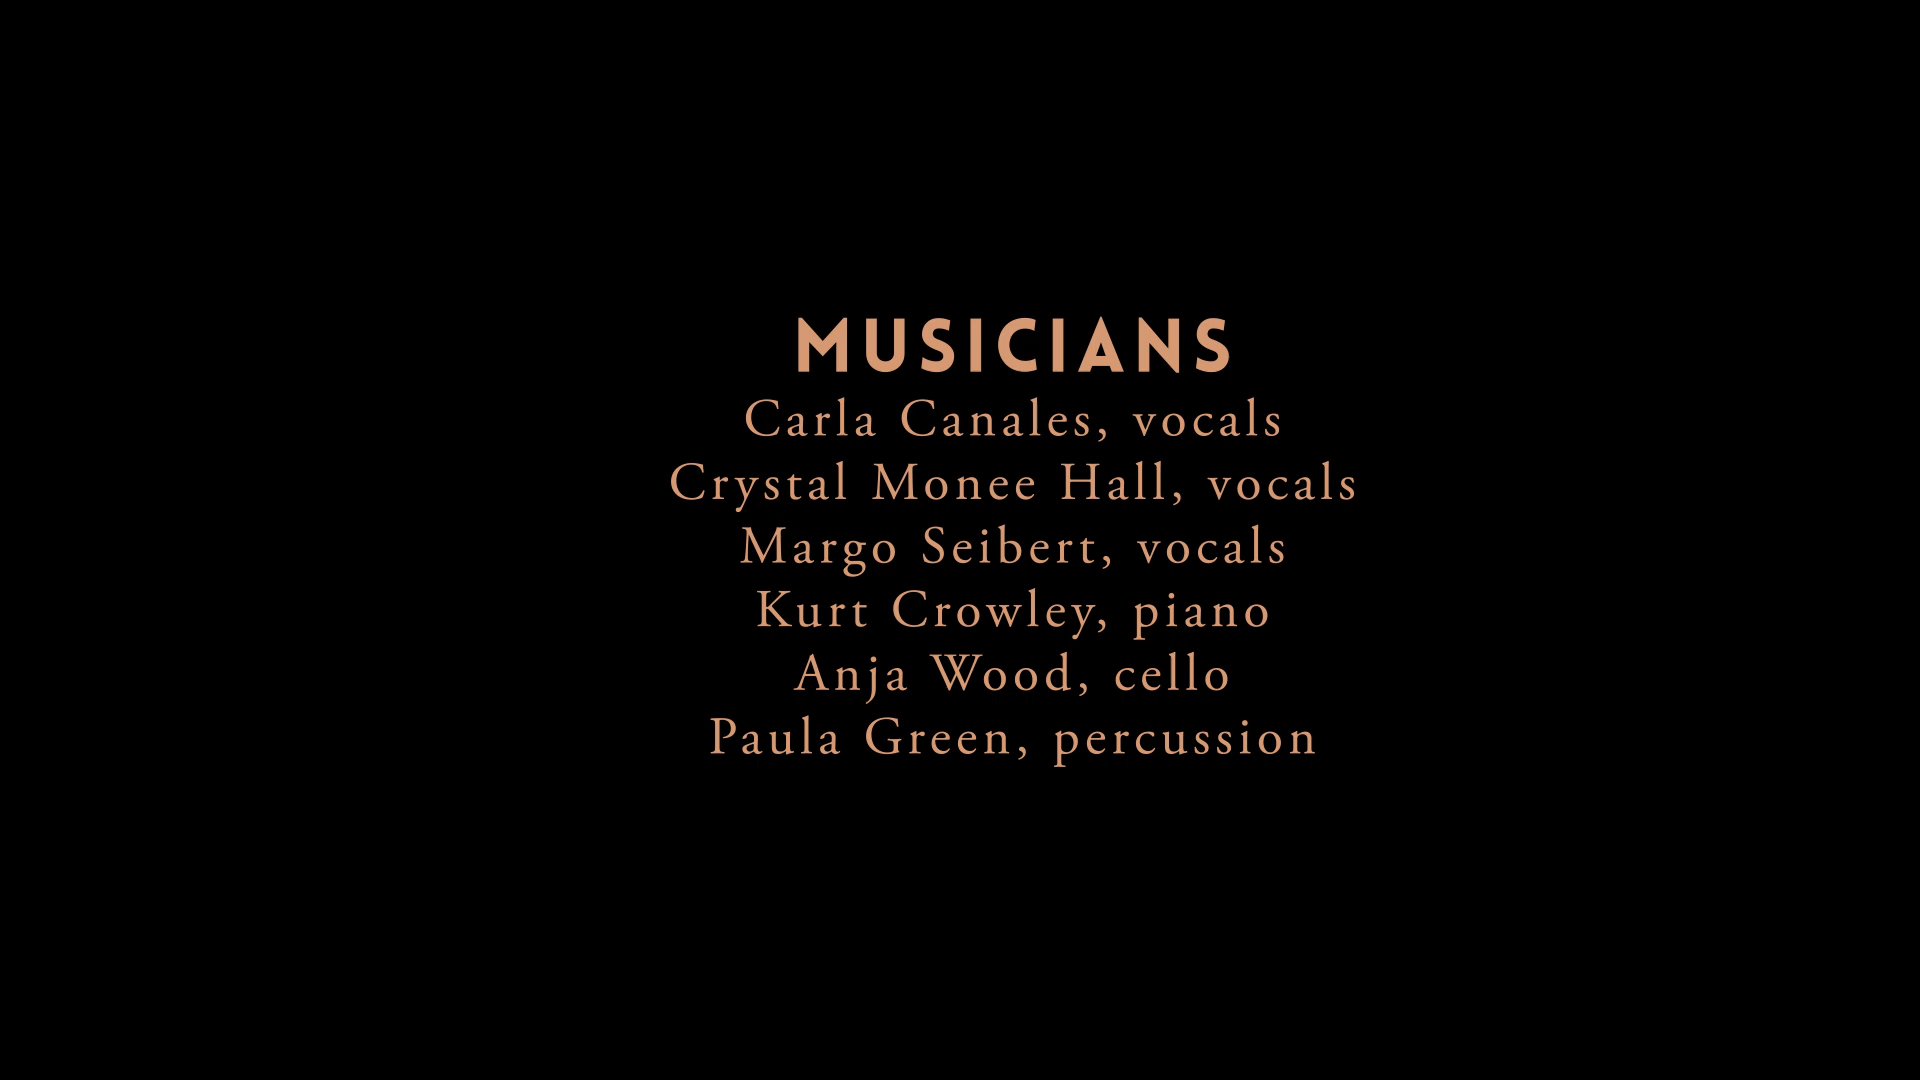 MUSICIANS
Carla Canales, vocals
Crystal Monee Hall, vocals
Margo Seibert, vocals
Kurt Crowley, piano
Anja Wood, cello
Paula Green, percussion